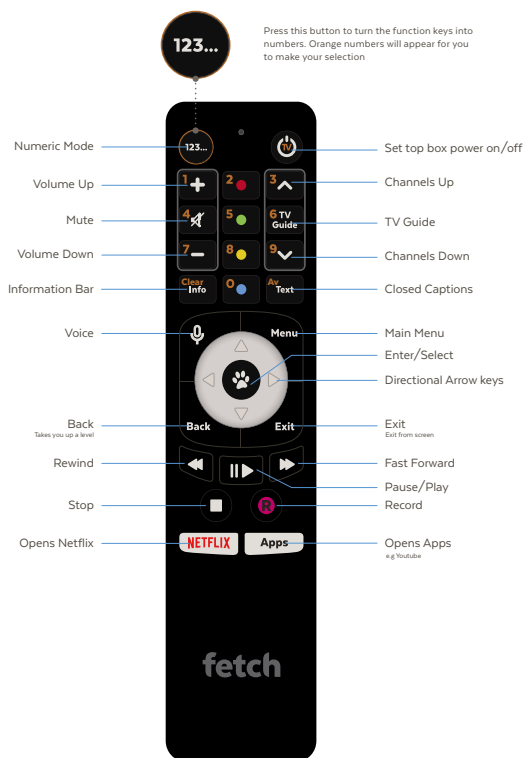 123...
Press this button to turn the function keys into
numbers. Orange numbers will appear for you
to make your selection
Numeric Mode
123...
TV
Set top box power on/off
Volume Up
1
2
3
Channels Up
Mute
4
5
6 TV
Guide
TV Guide
Volume Down
7
8
9
Channels Down
Information Bar
Clear
Info
0
Av
Text
Closed Captions
Voice
Menu
Main Menu
Enter/Select
Directional Arrow keys
Back
Takes you up a level
Back
Exit
Exit
Exit from screen
Rewind
Fast Forward
Pause/Play
Stop
R
Record
Opens Netflix
NETFLIX
Apps
Opens Apps
e.g Youtube
fetch